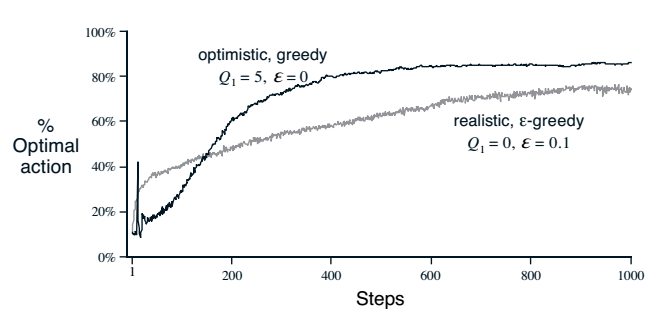 100%
80%
60%
40%
20%
0%
%
Optimal
action
optimistic, greedy
Q₁ = 5, ε = 0
realistic, ε-greedy
Q₁ = 0, ε = 0.1
1
200
400
600
800
1000
Steps